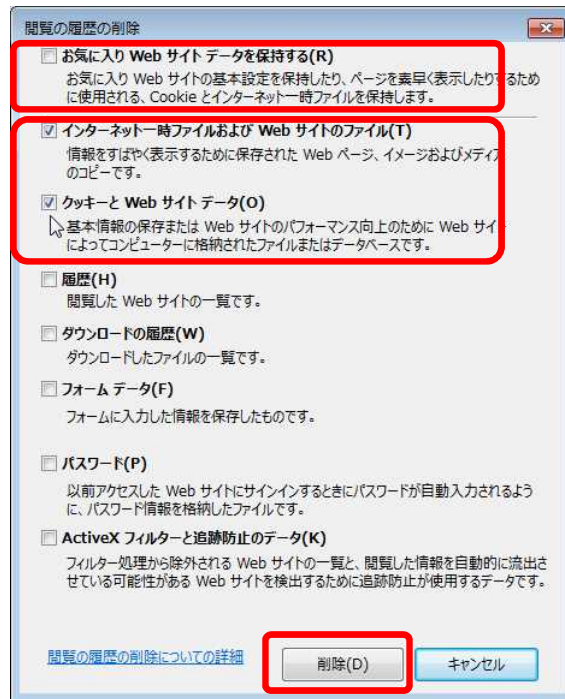 閲覧の履歴の削除
お気に入り Web サイト データを保持する(R)
お気に入り Web サイトの基本設定を保持したり、ページを素早く表示したりするため
に使用される、Cookie とインターネット一時ファイルを保持します。
インターネット一時ファイルおよび Web サイトのファイル(T)
情報をすばやく表示するために保存された Web ページ、イメージおよびメディア
のコピーです。
クッキーと Web サイト データ(O)
基本情報の保存または Web サイトのパフォーマンス向上のために Web サイト
によってコンピューターに格納されたファイルまたはデータベースです。
履歴(H)
閲覧した Web サイトの一覧です。
ダウンロードの履歴(W)
ダウンロードしたファイルの一覧です。
フォーム データ(F)
フォームに入力した情報を保存したものです。
パスワード(P)
以前アクセスした Web サイトにサインインするときにパスワードが自動入力されるよう
に、パスワード情報を格納したファイルです。
ActiveX フィルターと追跡防止のデータ(K)
フィルター処理から除外される Web サイトの一覧と、閲覧した情報を自動的に流出さ
せている可能性がある Web サイトを検出するために追跡防止が使用するデータです。
閲覧の履歴の削除についての詳細
削除(D)
キャンセル